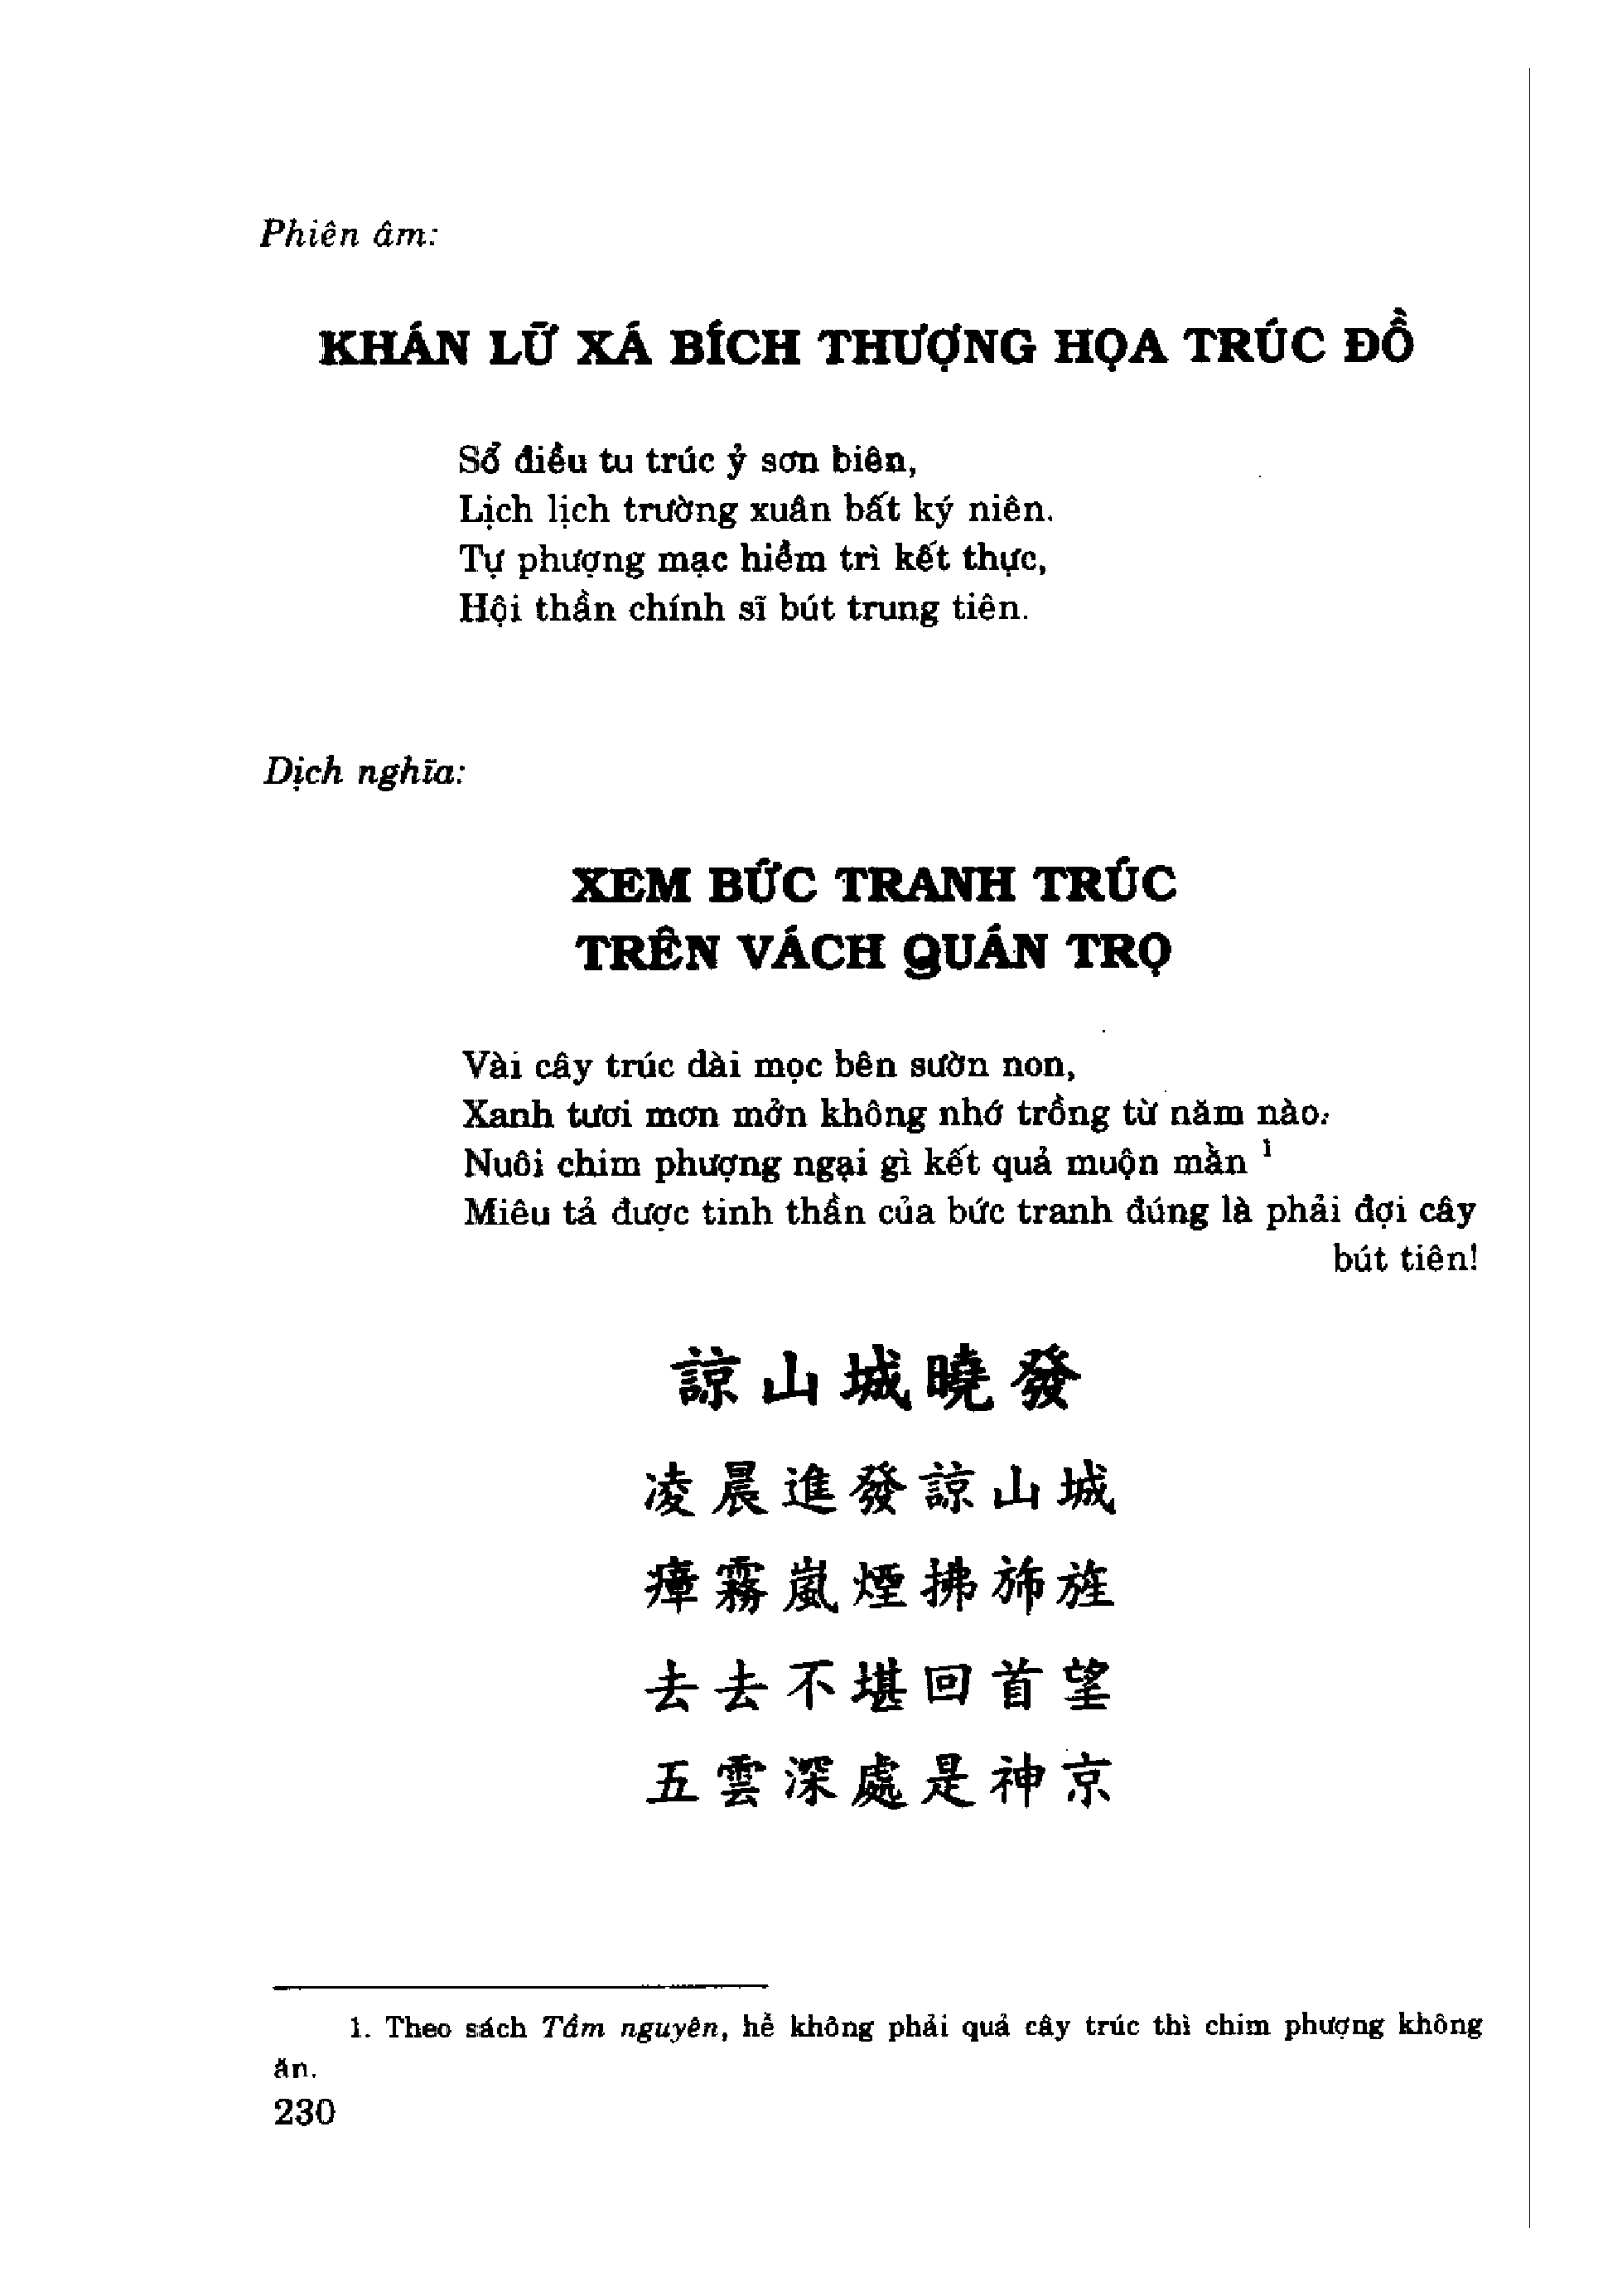 Phiên âm:
KHÁN LỮ XÁ BÍCH THƯỢNG HỌA TRÚC ĐỒ
Sổ điều tu trúc ỷ sơn biên,
Lịch lịch trường xuân bất ký niên.
Tự phượng mạc hiềm trì kết thực,
Hội thần chính sĩ bút trung tiên.
Dịch nghĩa:
XEM BỨC TRANH TRÚC
TRÊN VÁCH QUÁN TRỌ
Vài cây trúc dài mọc bên sườn non,
Xanh tươi mơn mởn không nhớ trồng từ năm nào.
Nuôi chim phượng ngại gì kết quả muộn mằn 1
Miêu tả được tinh thần của bức tranh đúng là phải đợi cây
bút tiên!
諒山城曉發
凌晨進發諒山城
瘴霧嵐煙拂旆旌
去去不堪回首望
五雲深處是神京
1. Theo sách Tầm nguyên, hễ không phải quả cây trúc thì chim phượng không
ăn.
230